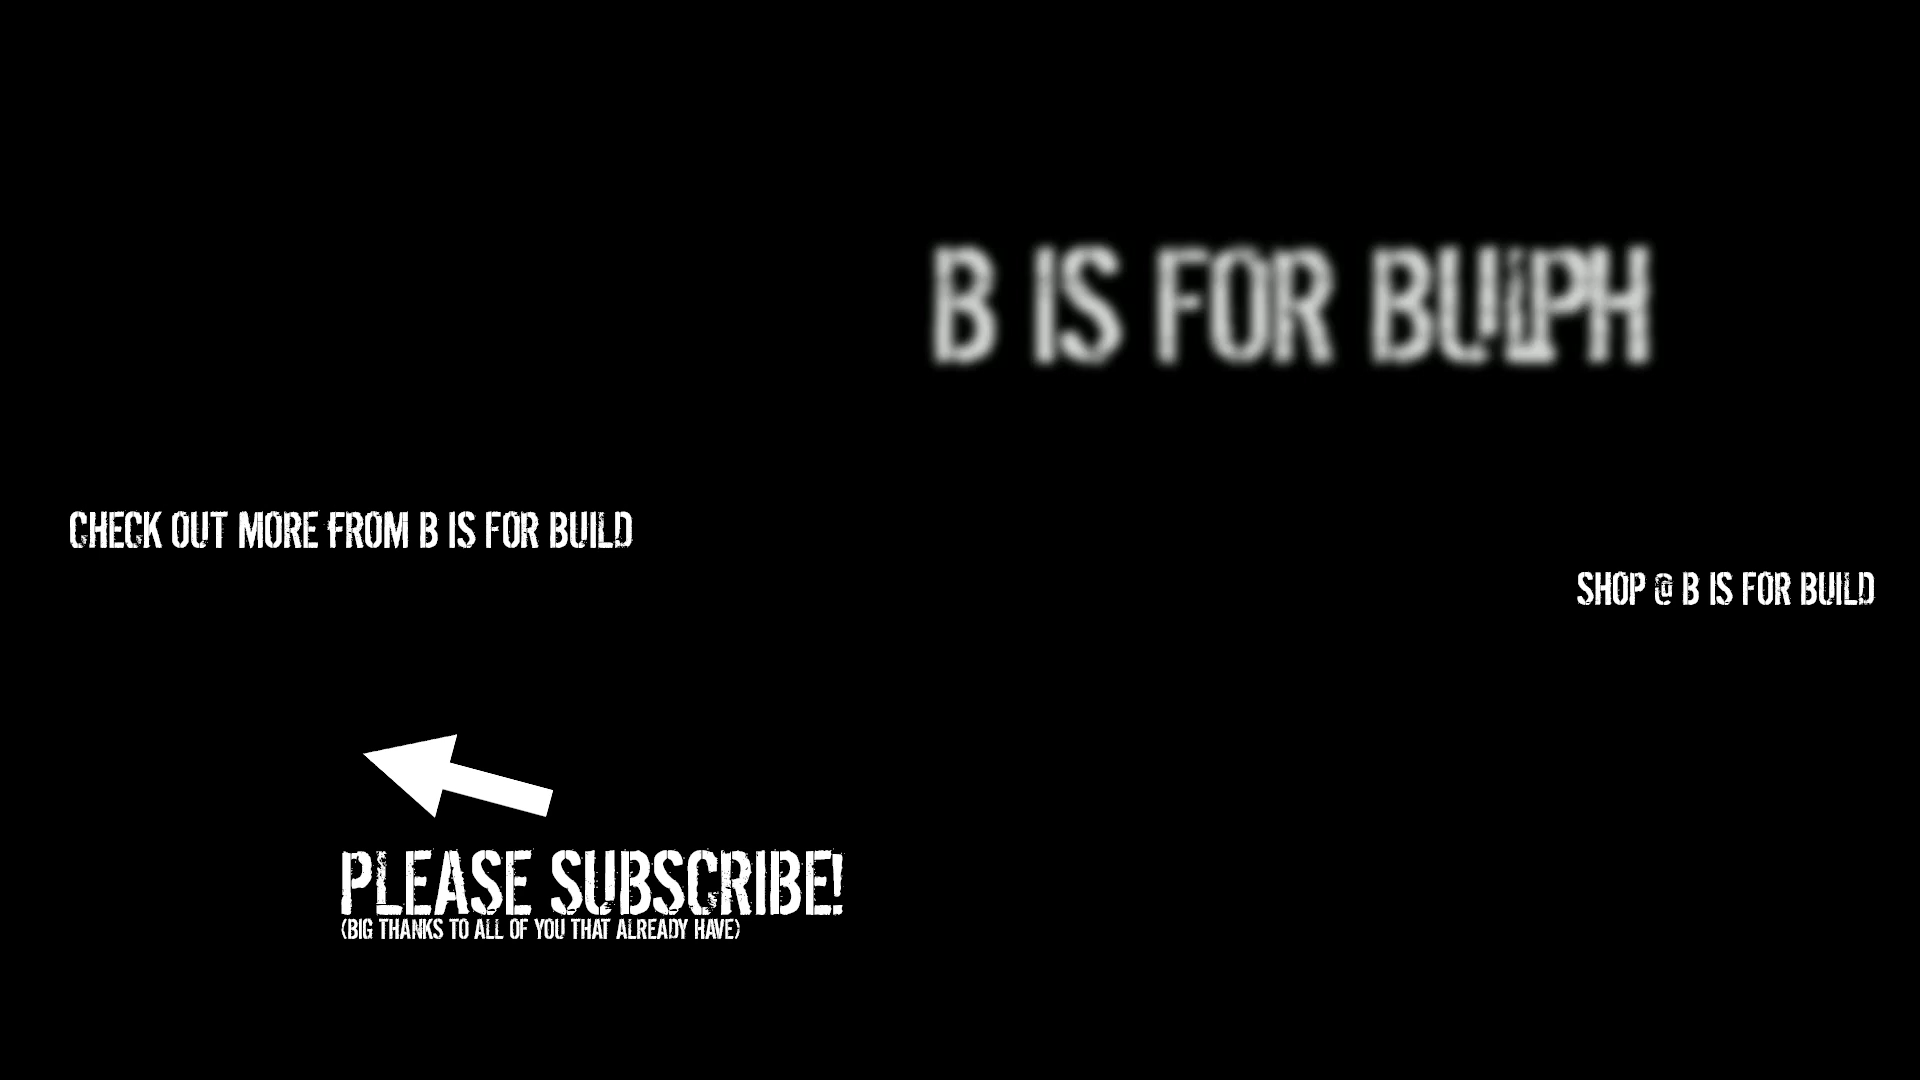 B IS FOR
CHECK OUT MORE FROM B IS FOR BUILD
SHOP @ B IS FOR BUILD
PLEASE SUBSCRIBE!
(BIG THANKS TO ALL OF YOU THAT ALREADY HAVE)